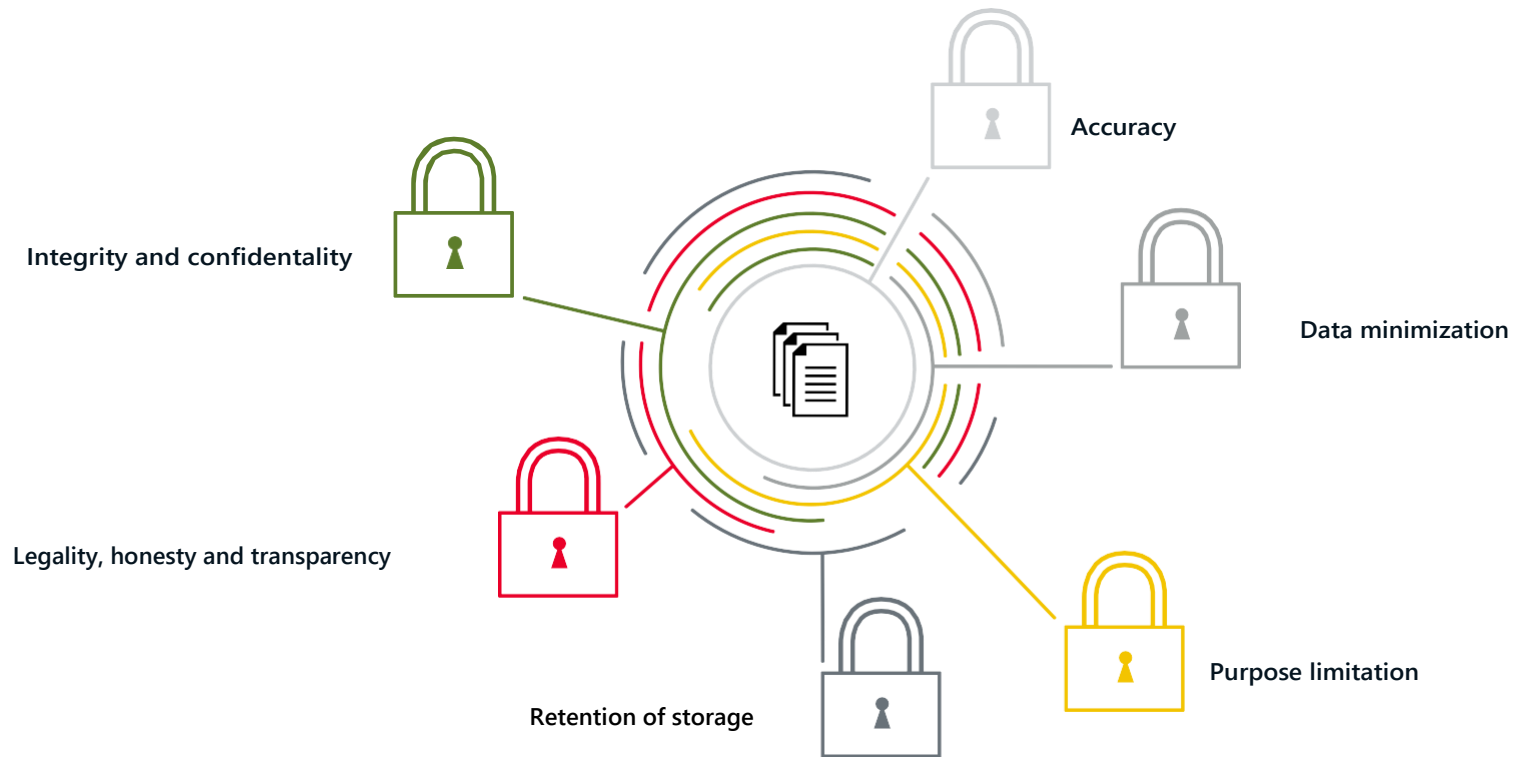 Accuracy
Integrity and confidentality
Data minimization
Legality, honesty and transparency
Purpose limitation
Retention of storage